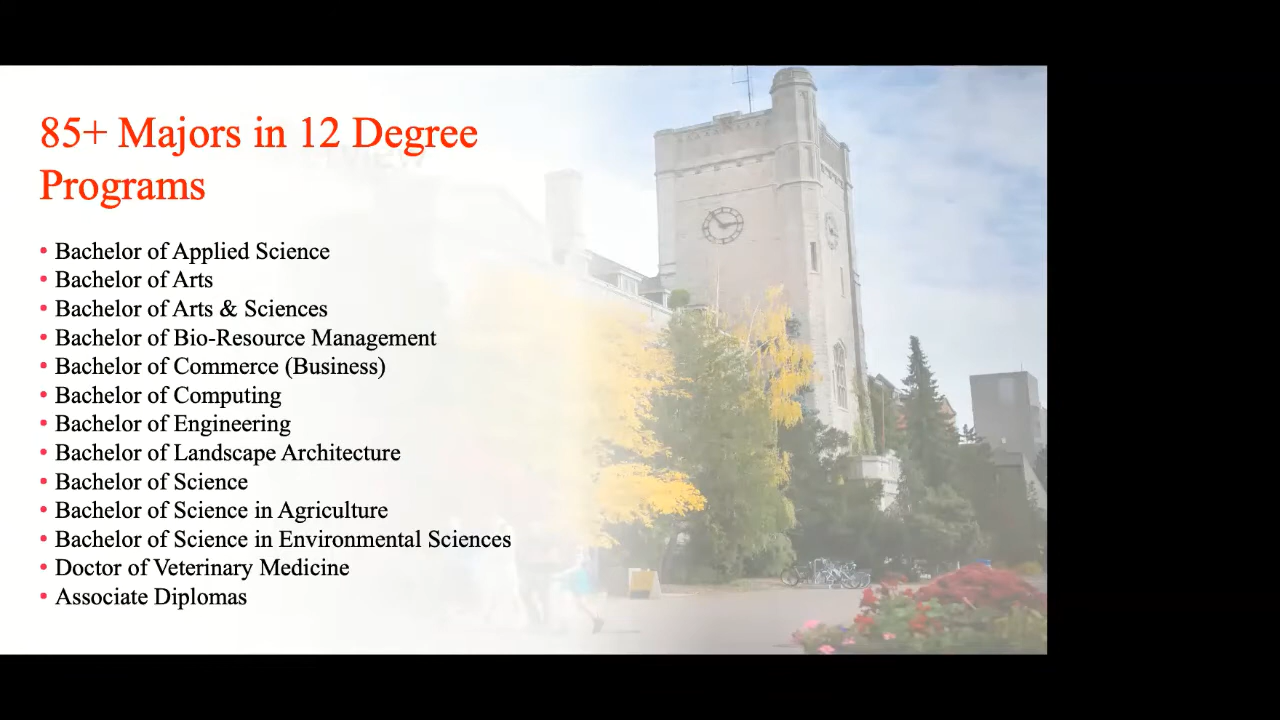 85+ Majors in 12 Degree
Programs
• Bachelor of Applied Science
• Bachelor of Arts
• Bachelor of Arts & Sciences
• Bachelor of Bio-Resource Management
• Bachelor of Commerce (Business)
• Bachelor of Computing
• Bachelor of Engineering
• Bachelor of Landscape Architecture
• Bachelor of Science
• Bachelor of Science in Agriculture
• Bachelor of Science in Environmental Sciences
• Doctor of Veterinary Medicine
• Associate Diplomas